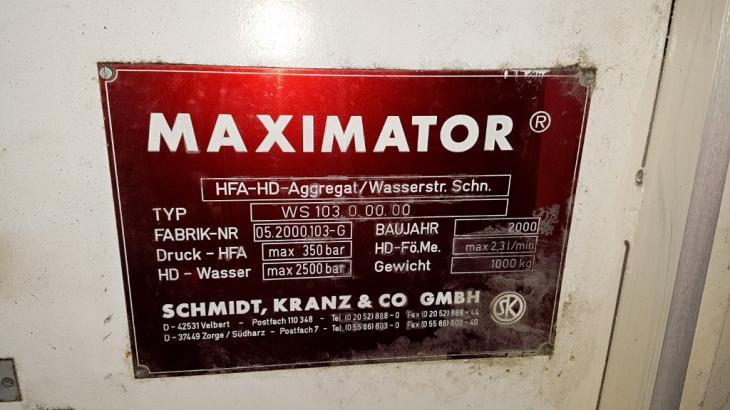 MAXIMATOR ®
HFA-HD-Aggregat/Wasserstr. Schn.
TYP WS 103.0.00.00
FABRIK-NR 05.2000.103-G BAUJAHR 2000
Druck - HFA max 350 bar HD-Fö.Me. max 2,3 l/min
HD - Wasser max 2500 bar Gewicht 1000 kg
SCHMIDT, KRANZ & CO GMBH SK
D - 42531 Velbert - Postfach 110 348 - Tel. (0 20 52) 888 - 0 Fax (0 20 52) 888 - 44
D - 37449 Zorge / Südharz - Postfach 7 - Tel. (0 55 86) 803 - 0 Fax (0 55 86) 803 - 40